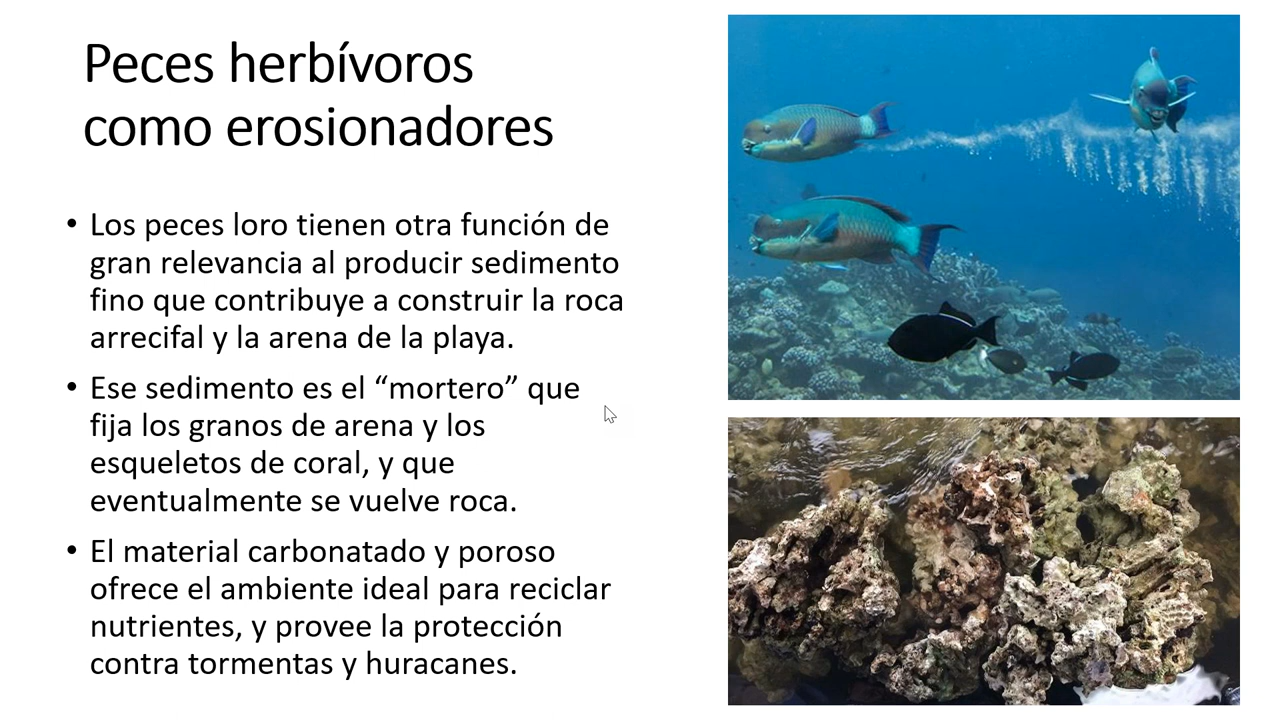 Peces herbívoros
como erosionadores
• Los peces loro tienen otra función de
gran relevancia al producir sedimento
fino que contribuye a construir la roca
arrecifal y la arena de la playa.
• Ese sedimento es el “mortero” que
fija los granos de arena y los
esqueletos de coral, y que
eventualmente se vuelve roca.
• El material carbonatado y poroso
ofrece el ambiente ideal para reciclar
nutrientes, y provee la protección
contra tormentas y huracanes.